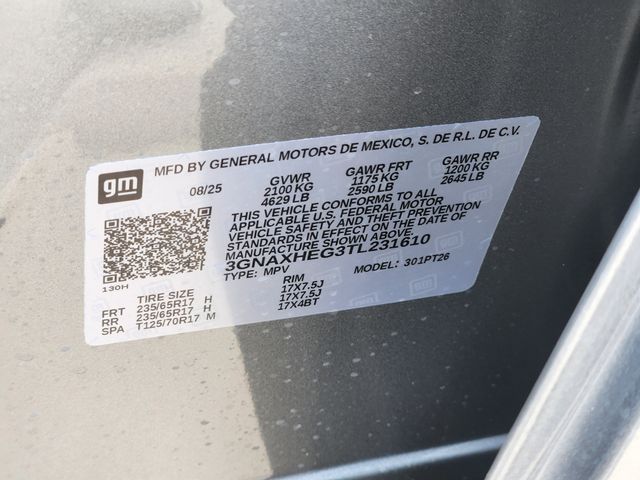 gm
MFD BY GENERAL MOTORS DE MEXICO, S. DE R.L. DE C.V.
08/25 GVWR GAWR FRT GAWR RR
2100 KG 1175 KG 1200 KG
4629 LB 2590 LB 2645 LB
THIS VEHICLE CONFORMS TO ALL
APPLICABLE U.S. FEDERAL MOTOR
VEHICLE SAFETY AND THEFT PREVENTION
STANDARDS IN EFFECT ON THE DATE OF
MANUFACTURE SHOWN ABOVE.
3GNAXHEG3TL231610
TYPE: MPV MODEL: 301PT26
130H
TIRE SIZE RIM
FRT 235/65R17 H 17X7.5J
RR 235/65R17 H 17X7.5J
SPA T125/70R17 M 17X4BT